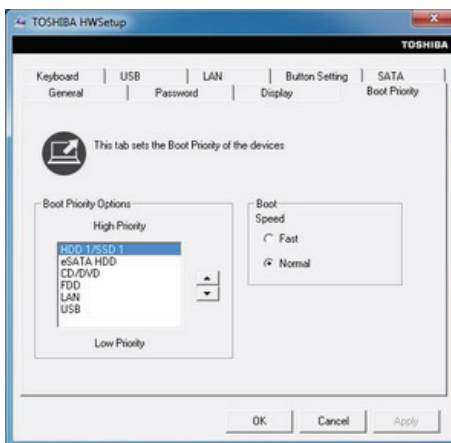 TOSHIBA HWSetup
TOSHIBA
Keyboard USB LAN Button Setting SATA
General Password Display Boot Priority
This tab sets the Boot Priority of the devices
Boot Priority Options
High Priority
HDD 1/SSD 1
eSATA HDD
CD/DVD
FDD
LAN
USB
Low Priority
Boot
Speed
Fast
Normal
OK Cancel Apply